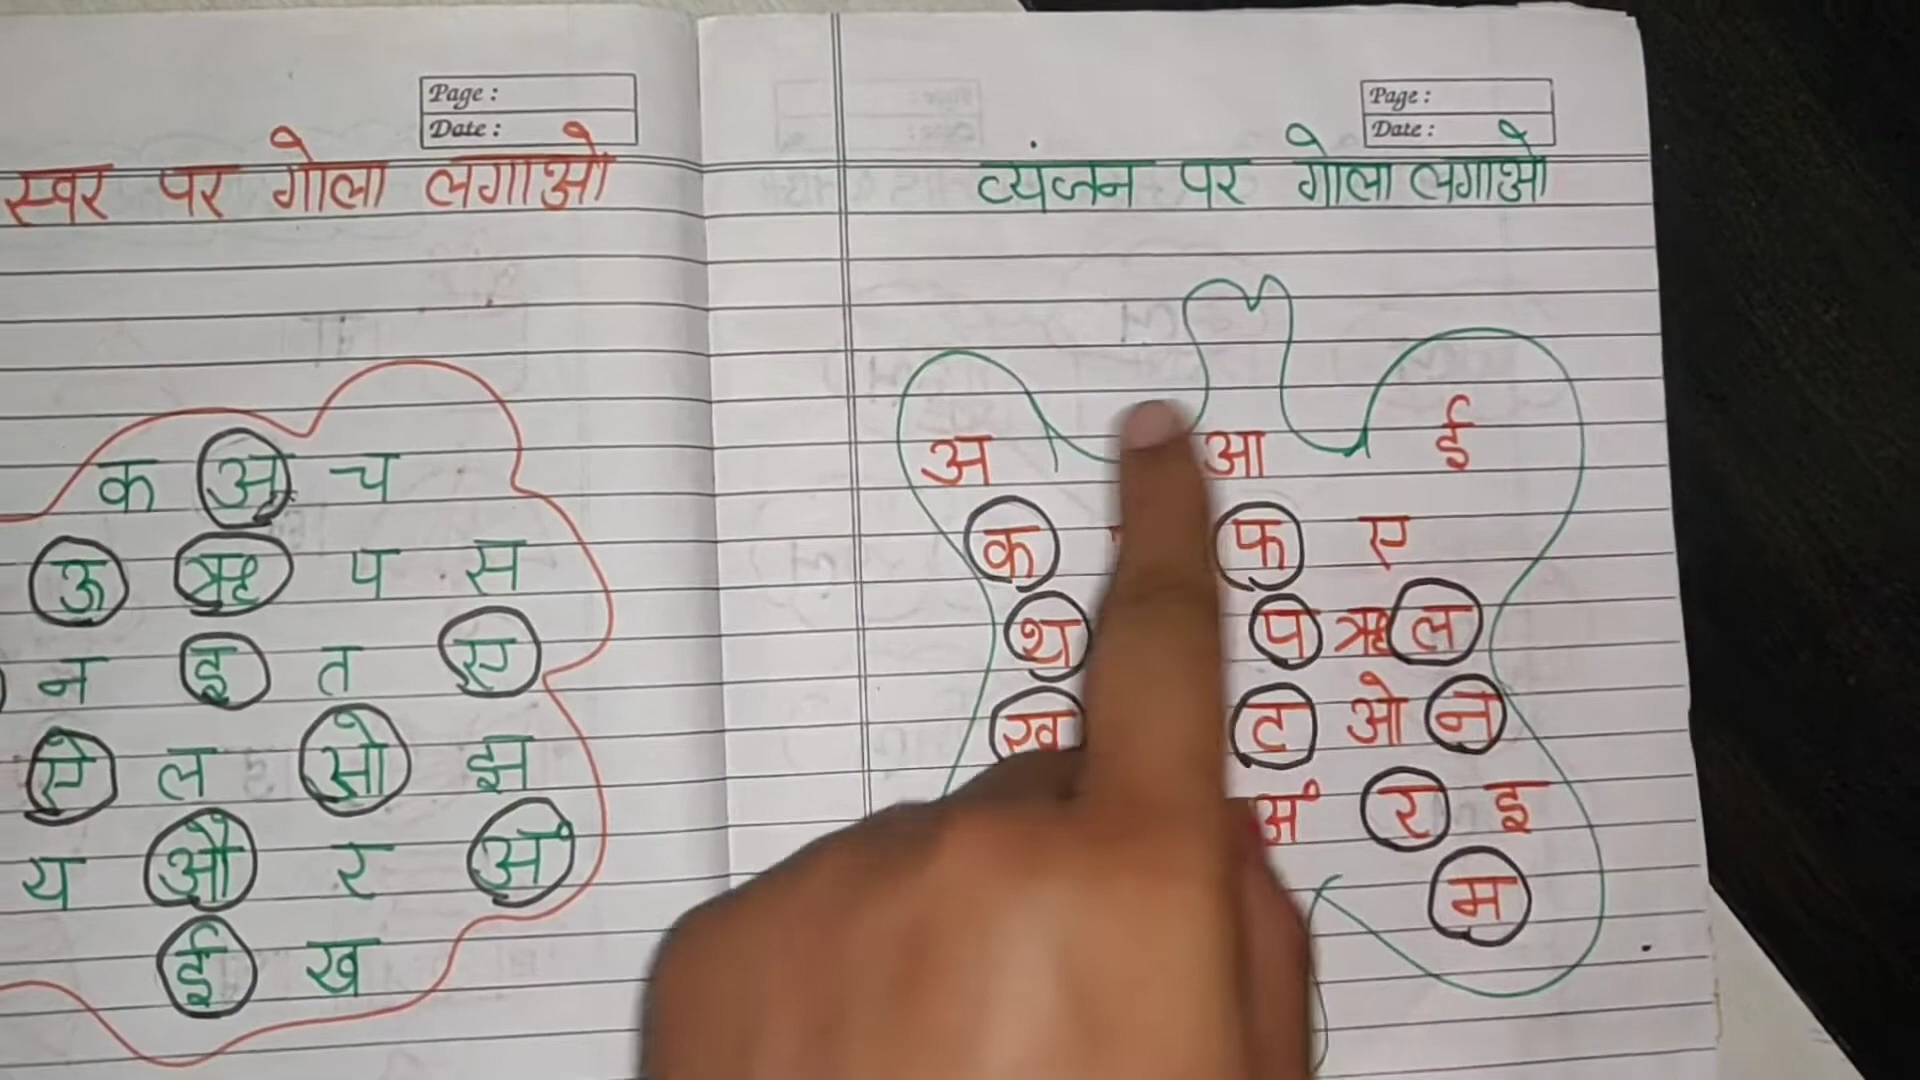 Page :
Date :
स्वर पर गोला लगाओ
क अ च
ऊ ऋ प स
न इ त ए
ऐ ल ओ झ
य औ र अं
ई ख
Page :
Date :
व्यंजन पर गोला लगाओ
अ आ ई
क फ ए
थ प ऋ ल
ख ट ओ न
अं र इ
म